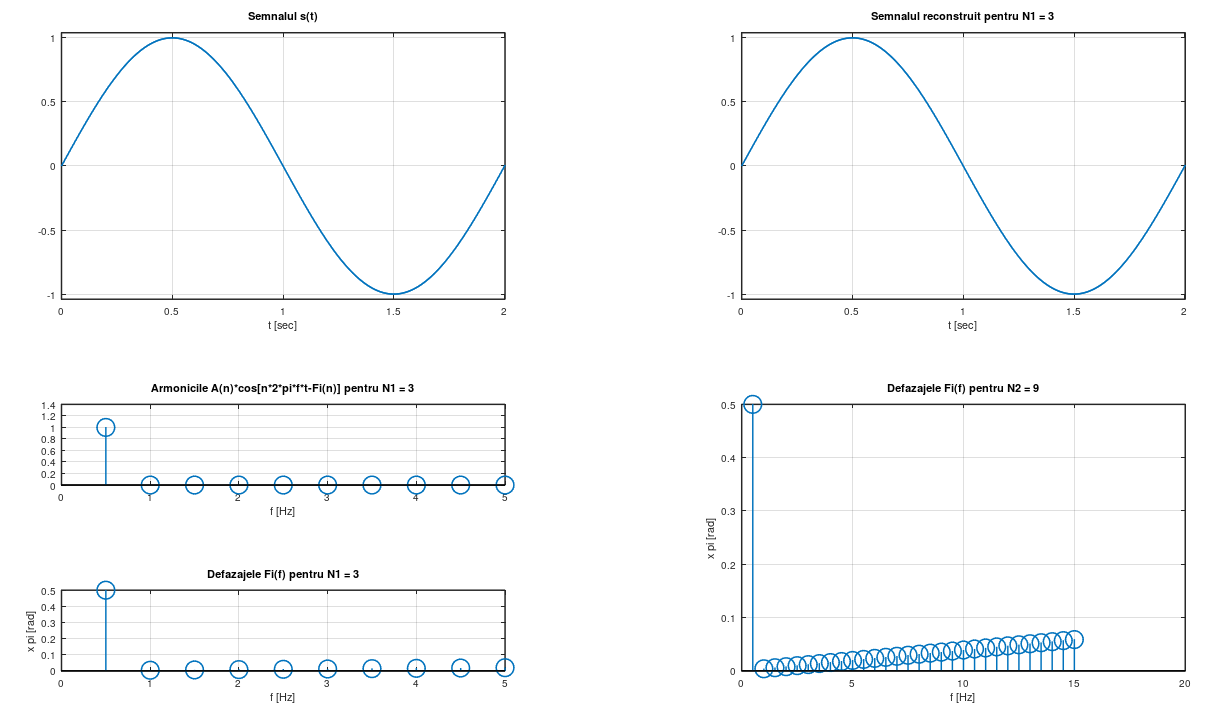 Semnalul s(t)
1
0.5
0
-0.5
-1
0 0.5 1 1.5 2
t [sec]
Semnalul reconstruit pentru N1 = 3
1
0.5
0
-0.5
-1
0 0.5 1 1.5 2
t [sec]
Armonicile A(n)*cos[n*2*pi*f*t-Fi(n)] pentru N1 = 3
1.4
1.2
1
0.8
0.6
0.4
0.2
0
0 1 2 3 4 5
f [Hz]
Defazajele Fi(f) pentru N1 = 3
x pi [rad]
0.5
0.4
0.3
0.2
0.1
0
0 1 2 3 4 5
f [Hz]
Defazajele Fi(f) pentru N2 = 9
x pi [rad]
0.5
0.4
0.3
0.2
0.1
0
0 5 10 15 20
f [Hz]